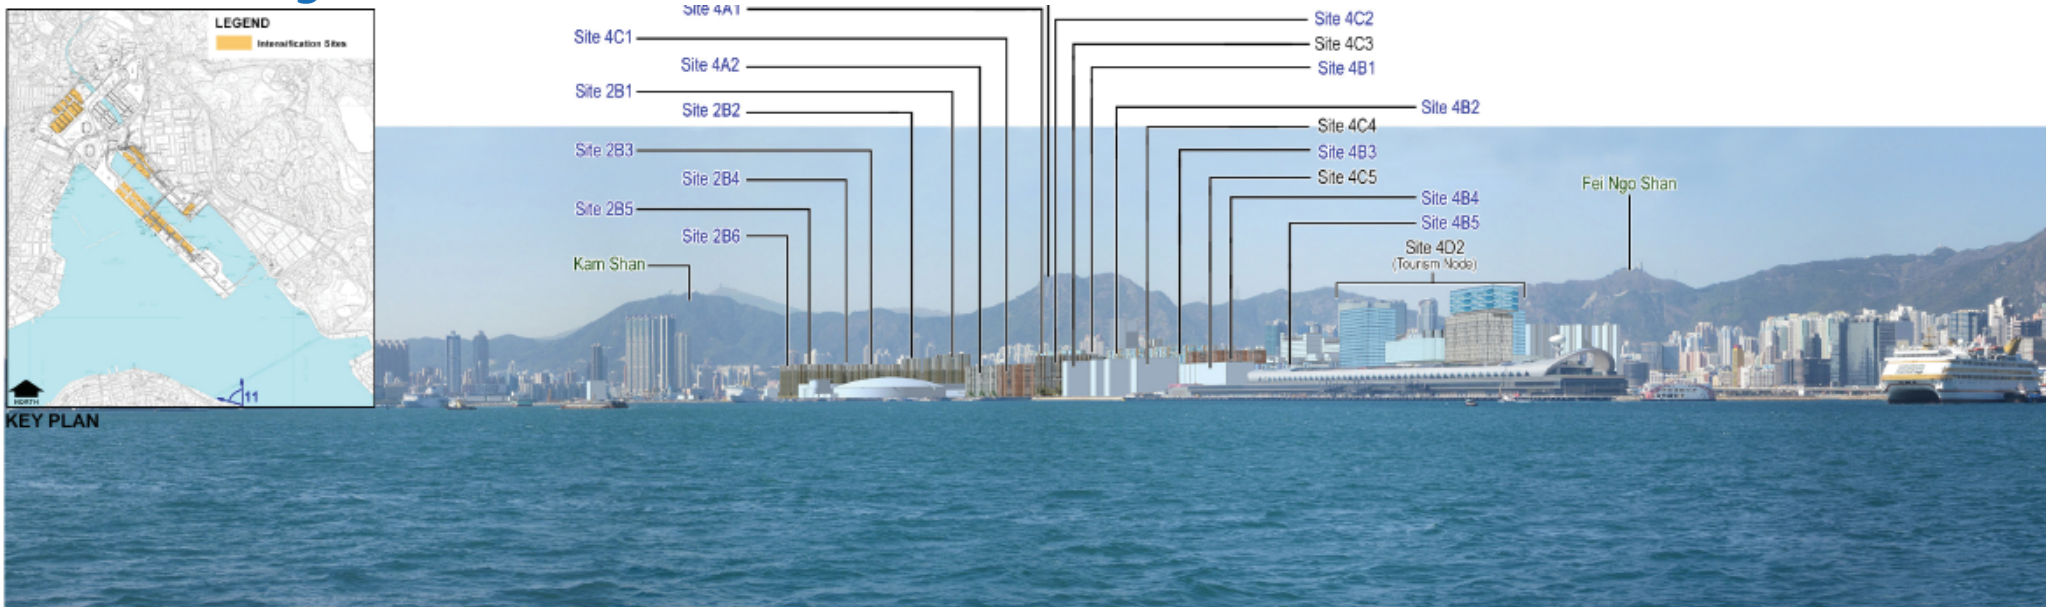 LEGEND
Intensification Sites
NORTH
11
KEY PLAN
Site 4A1
Site 4C1
Site 4A2
Site 2B1
Site 2B2
Site 2B3
Site 2B4
Site 2B5
Site 2B6
Kam Shan
Site 4C2
Site 4C3
Site 4B1
Site 4B2
Site 4C4
Site 4B3
Site 4C5
Site 4B4
Site 4B5
Site 4D2
(Tourism Node)
Fei Ngo Shan